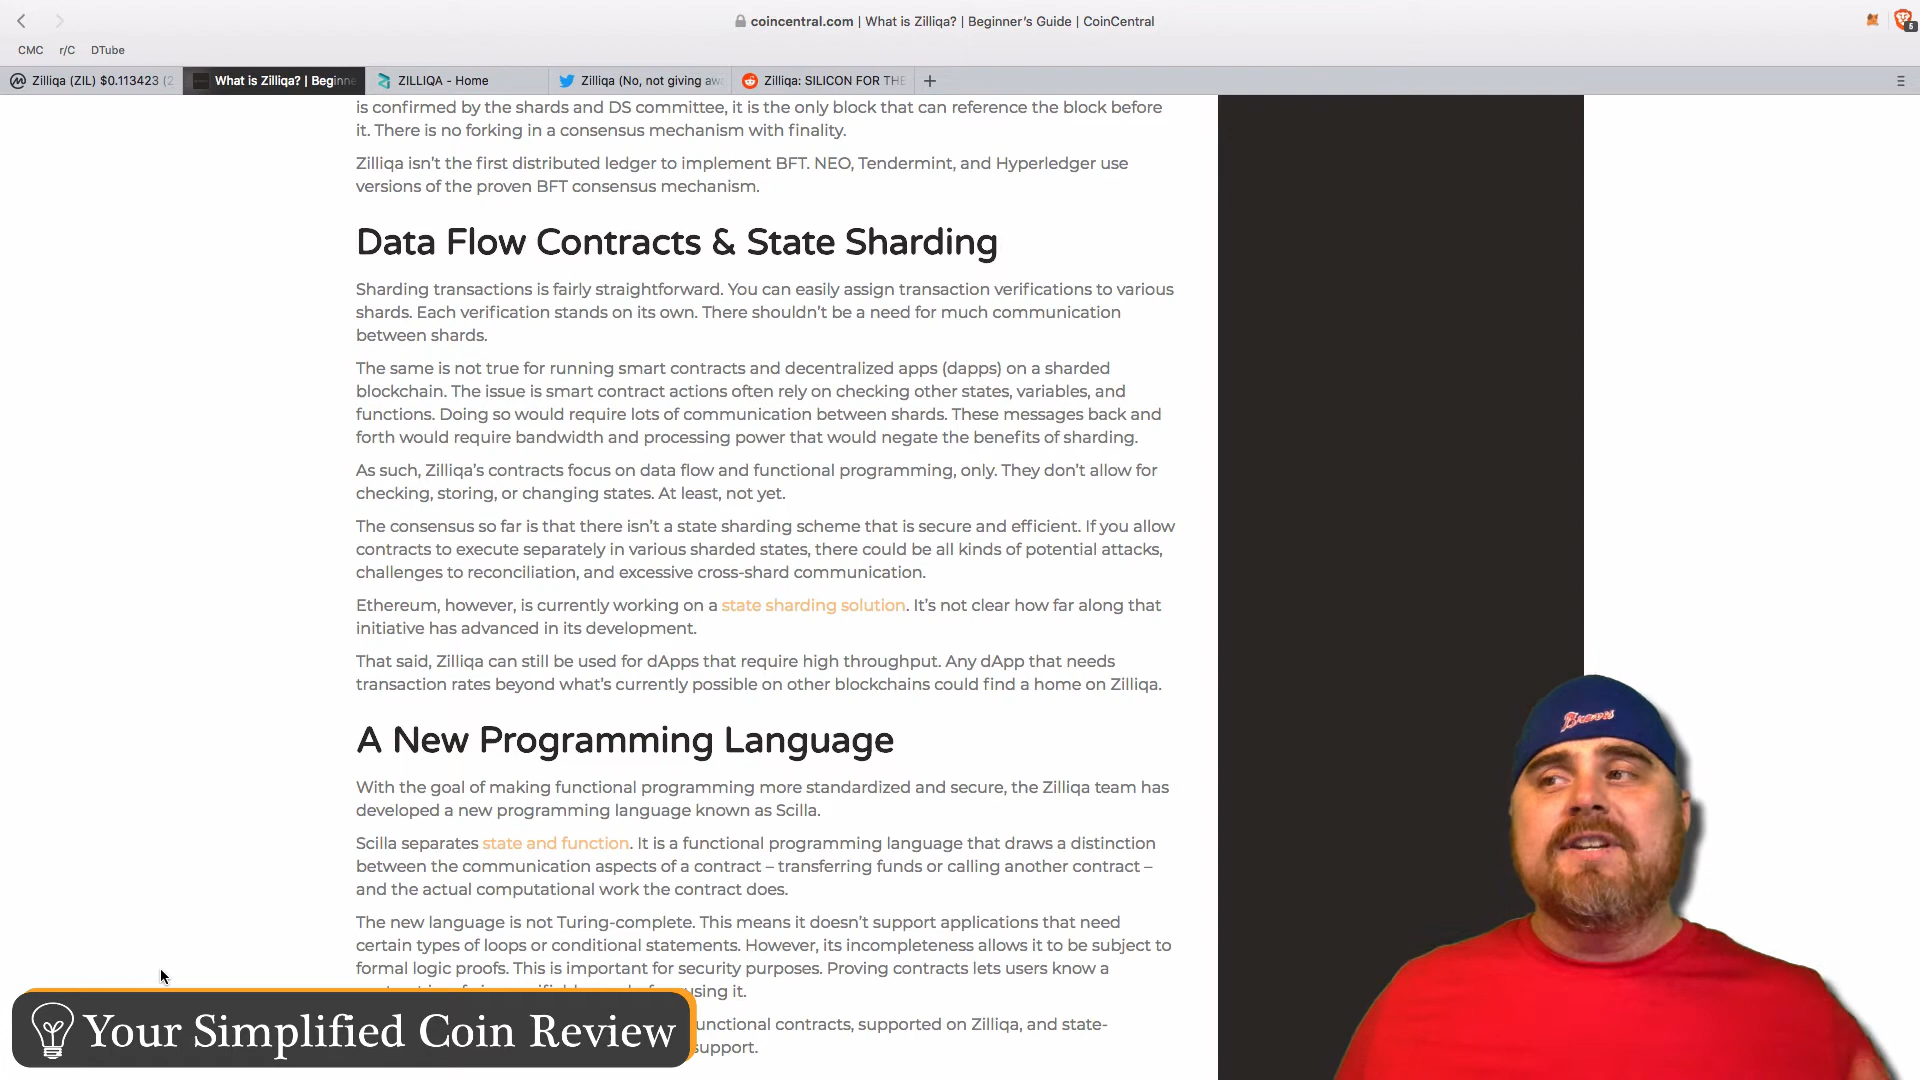 coincentral.com | What is Zilliqa? | Beginner's Guide | CoinCentral
5
CMC r/C DTube
Zilliqa (ZIL) $0.113423 (2
What is Zilliqa? | Beginne
ZILLIQA - Home
Zilliqa (No, not giving aw
Zilliqa: SILICON FOR THE
is confirmed by the shards and DS committee, it is the only block that can reference the block before
it. There is no forking in a consensus mechanism with finality.
Zilliqa isn't the first distributed ledger to implement BFT. NEO, Tendermint, and Hyperledger use
versions of the proven BFT consensus mechanism.
Data Flow Contracts & State Sharding
Sharding transactions is fairly straightforward. You can easily assign transaction verifications to various
shards. Each verification stands on its own. There shouldn't be a need for much communication
between shards.
The same is not true for running smart contracts and decentralized apps (dapps) on a sharded
blockchain. The issue is smart contract actions often rely on checking other states, variables, and
functions. Doing so would require lots of communication between shards. These messages back and
forth would require bandwidth and processing power that would negate the benefits of sharding.
As such, Zilliqa's contracts focus on data flow and functional programming, only. They don't allow for
checking, storing, or changing states. At least, not yet.
The consensus so far is that there isn't a state sharding scheme that is secure and efficient. If you allow
contracts to execute separately in various sharded states, there could be all kinds of potential attacks,
challenges to reconciliation, and excessive cross-shard communication.
Ethereum, however, is currently working on a state sharding solution. It's not clear how far along that
initiative has advanced in its development.
That said, Zilliqa can still be used for dApps that require high throughput. Any dApp that needs
transaction rates beyond what's currently possible on other blockchains could find a home on Zilliqa.
A New Programming Language
With the goal of making functional programming more standardized and secure, the Zilliqa team has
developed a new programming language known as Scilla.
Scilla separates state and function. It is a functional programming language that draws a distinction
between the communication aspects of a contract – transferring funds or calling another contract –
and the actual computational work the contract does.
The new language is not Turing-complete. This means it doesn't support applications that need
certain types of loops or conditional statements. However, its incompleteness allows it to be subject to
formal logic proofs. This is important for security purposes. Proving contracts lets users know a
using it.
unctional contracts, supported on Zilliqa, and state-
support.
Braves
Your Simplified Coin Review